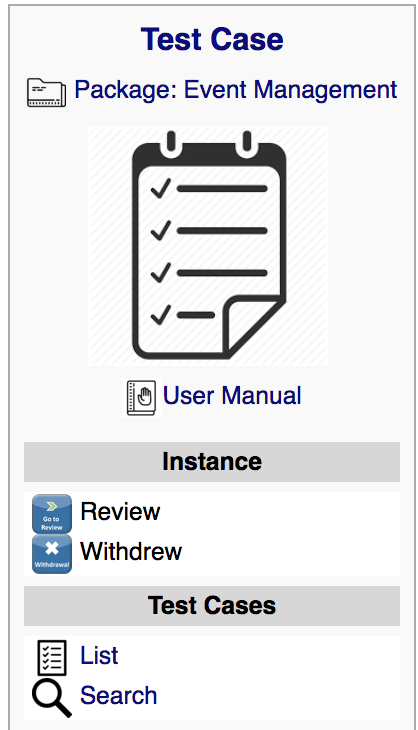 Test Case
Package: Event Management
User Manual
Instance
Go to
Review
Review
Withdrawal
Withdrew
Test Cases
List
Search